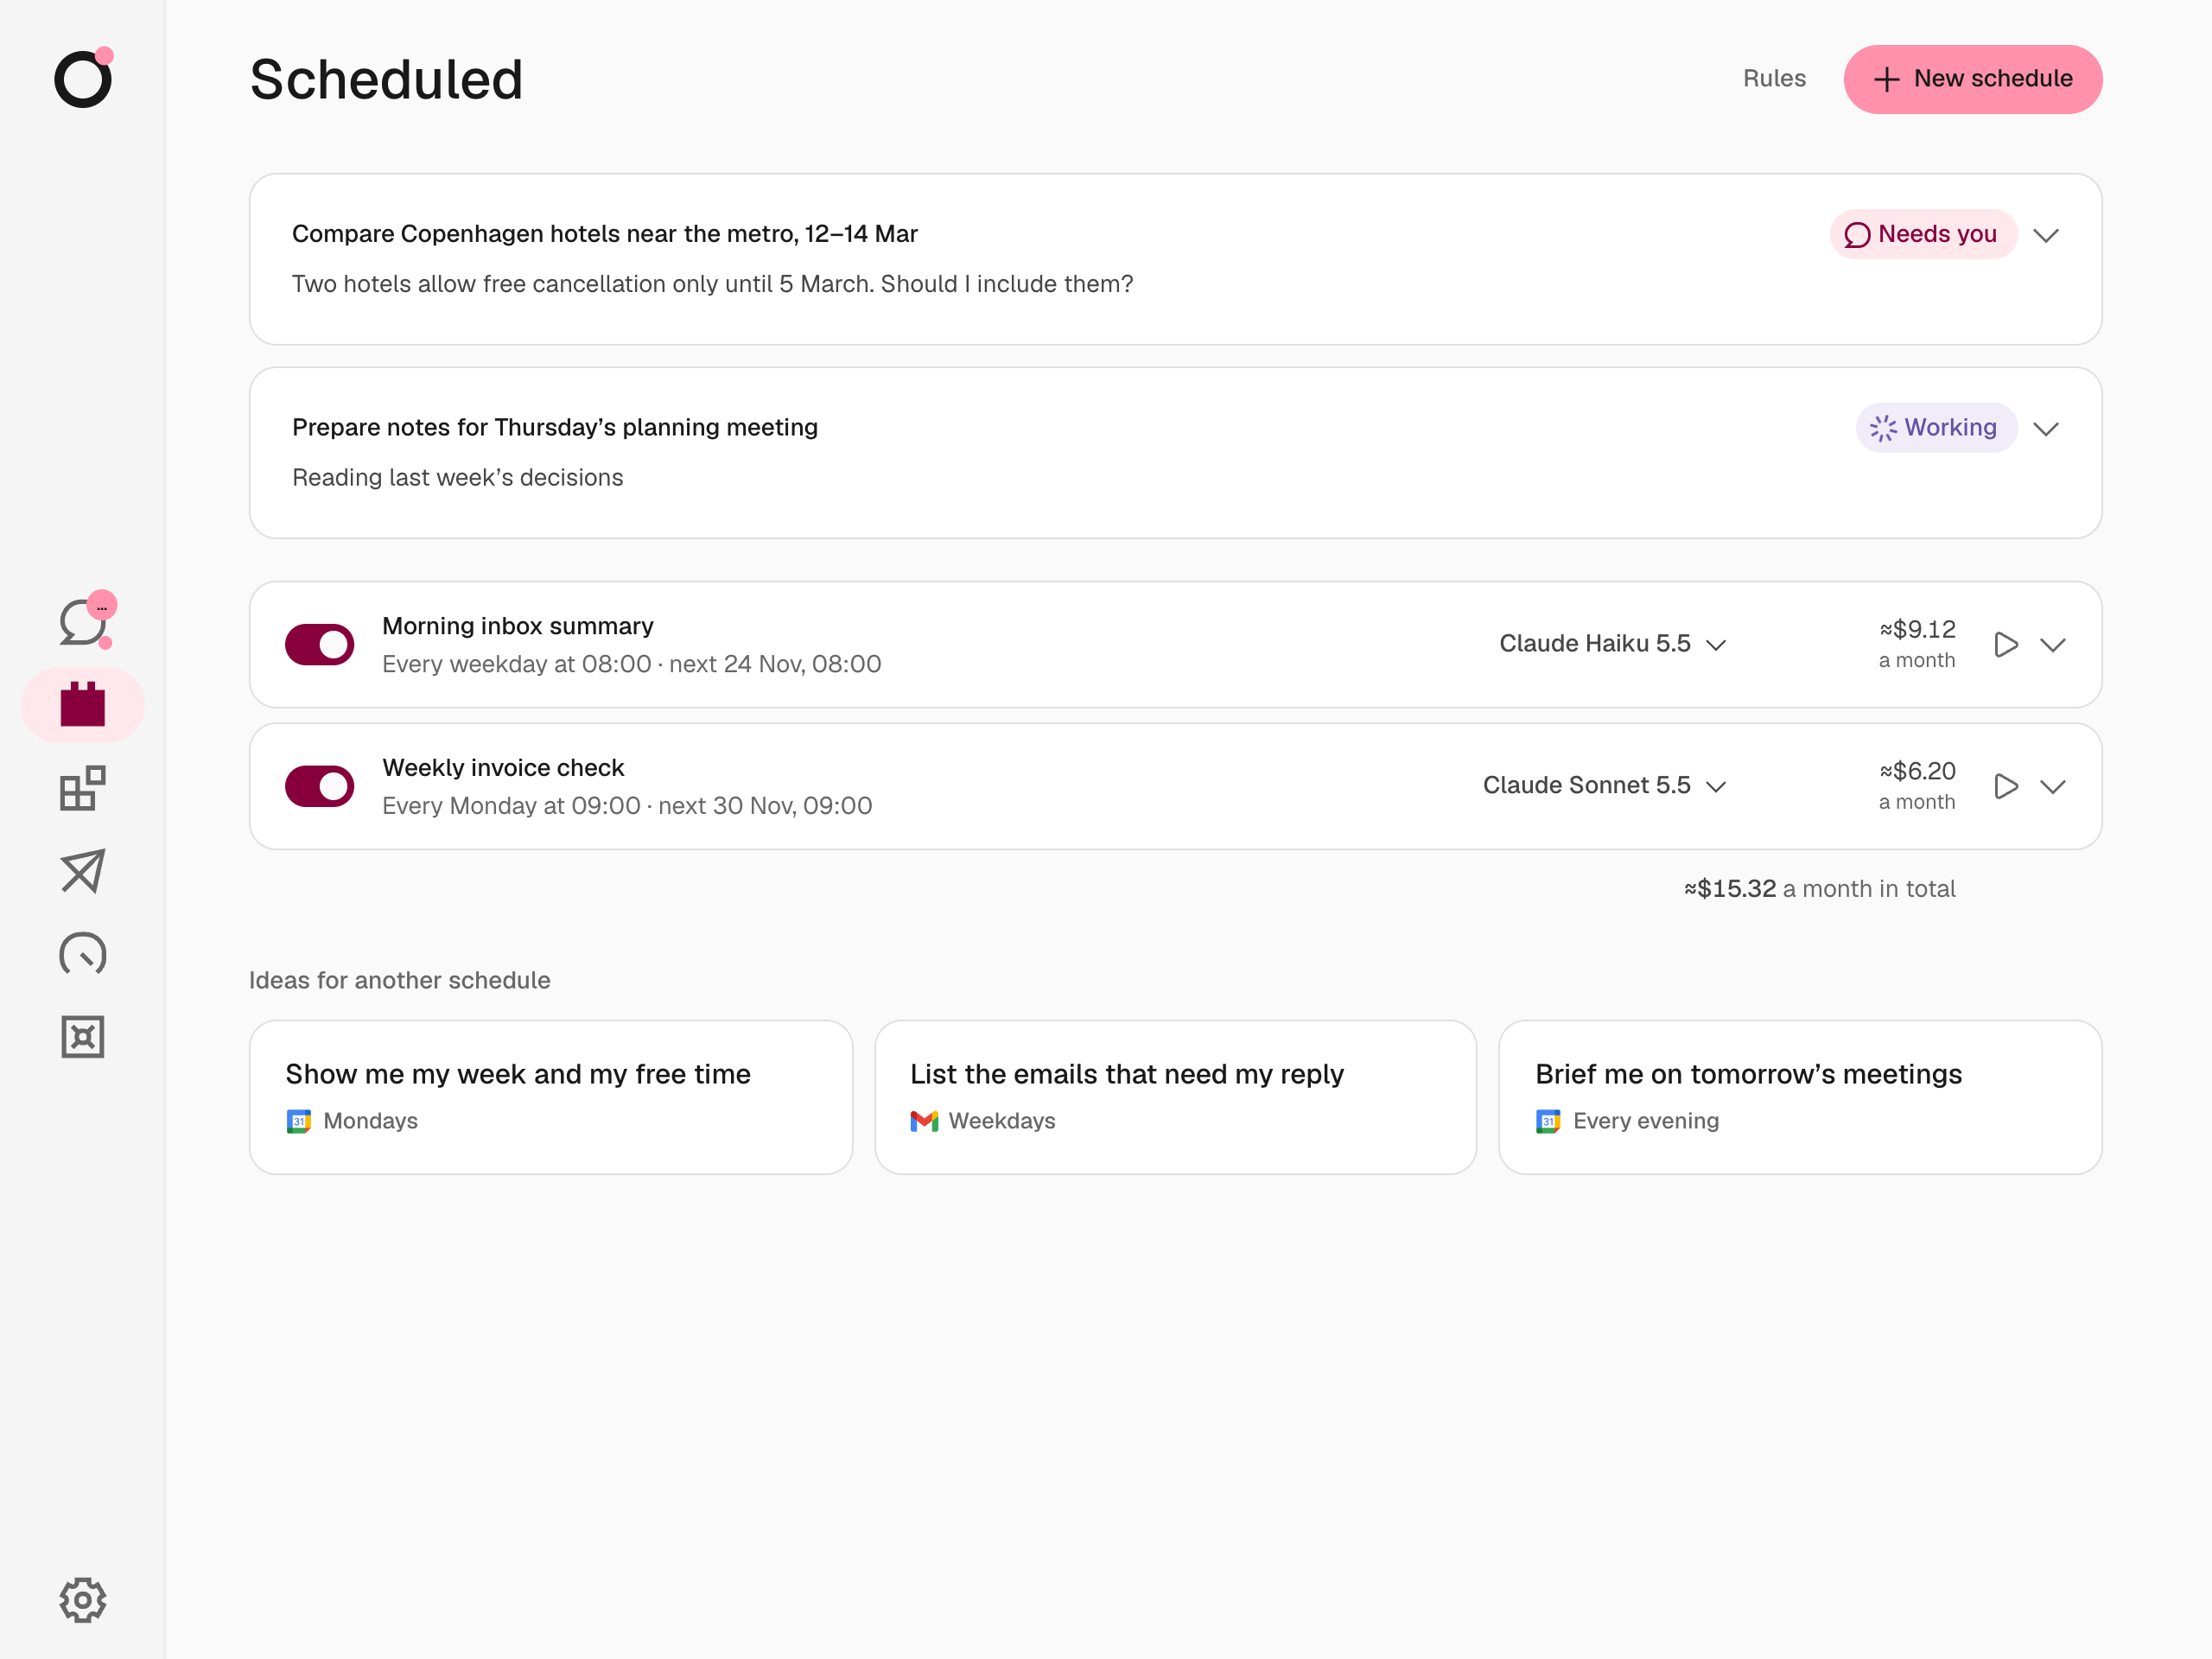 Scheduled
Rules
New schedule
Compare Copenhagen hotels near the metro, 12–14 Mar
Needs you
Two hotels allow free cancellation only until 5 March. Should I include them?
Prepare notes for Thursday’s planning meeting
Working
Reading last week’s decisions
...
Morning inbox summary
Every weekday at 08:00 · next 24 Nov, 08:00
Claude Haiku 5.5
≈$9.12
a month
Weekly invoice check
Every Monday at 09:00 · next 30 Nov, 09:00
Claude Sonnet 5.5
≈$6.20
a month
≈$15.32 a month in total
Ideas for another schedule
Show me my week and my free time
31
Mondays
List the emails that need my reply
Weekdays
Brief me on tomorrow’s meetings
31
Every evening